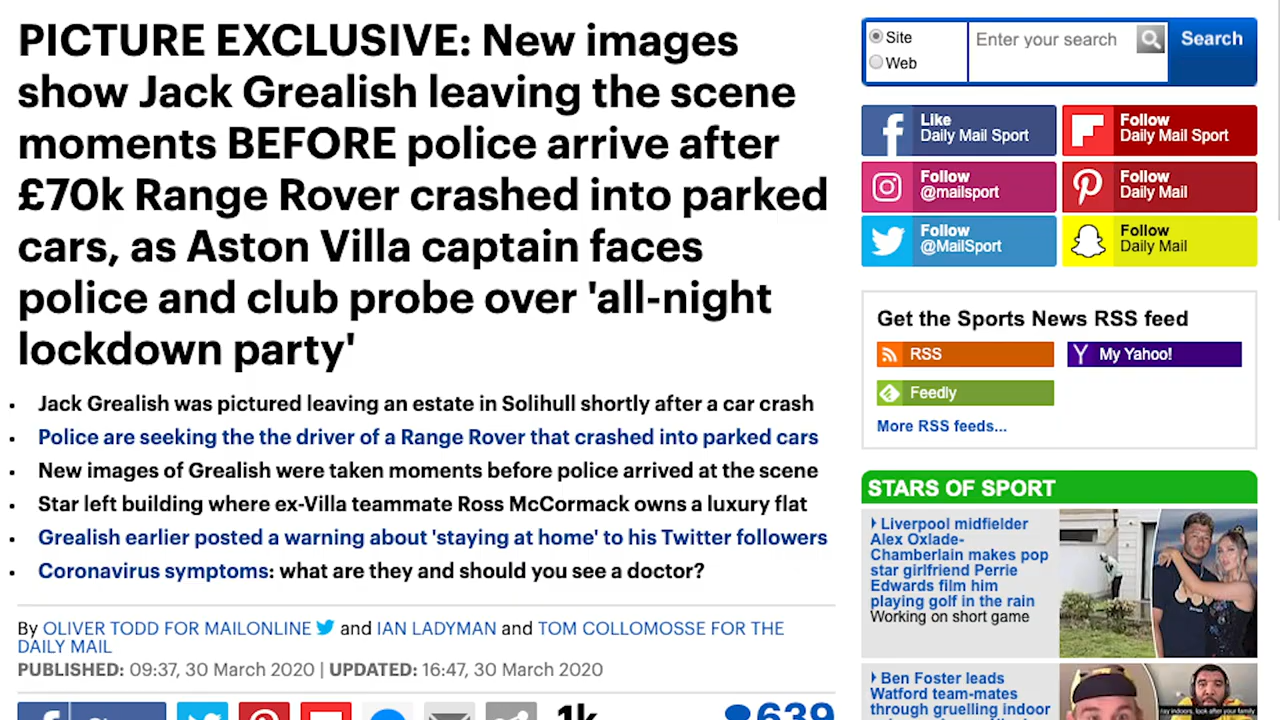 PICTURE EXCLUSIVE: New images
show Jack Grealish leaving the scene
moments BEFORE police arrive after
£70k Range Rover crashed into parked
cars, as Aston Villa captain faces
police and club probe over 'all-night
lockdown party'
• Jack Grealish was pictured leaving an estate in Solihull shortly after a car crash
• Police are seeking the the driver of a Range Rover that crashed into parked cars
• New images of Grealish were taken moments before police arrived at the scene
• Star left building where ex-Villa teammate Ross McCormack owns a luxury flat
• Grealish earlier posted a warning about 'staying at home' to his Twitter followers
• Coronavirus symptoms: what are they and should you see a doctor?
By OLIVER TODD FOR MAILONLINE and IAN LADYMAN and TOM COLLOMOSSE FOR THE
DAILY MAIL
PUBLISHED: 09:37, 30 March 2020 | UPDATED: 16:47, 30 March 2020
1k
639
Site
Web
Enter your search
Search
Like
Daily Mail Sport
Follow
Daily Mail Sport
Follow
@mailsport
Follow
Daily Mail
Follow
@MailSport
Follow
Daily Mail
Get the Sports News RSS feed
RSS
My Yahoo!
Feedly
More RSS feeds...
STARS OF SPORT
Liverpool midfielder
Alex Oxlade-
Chamberlain makes pop
star girlfriend Perrie
Edwards film him
playing golf in the rain
Working on short game
Ben Foster leads
Watford team-mates
through gruelling indoor
indoors, look after your family